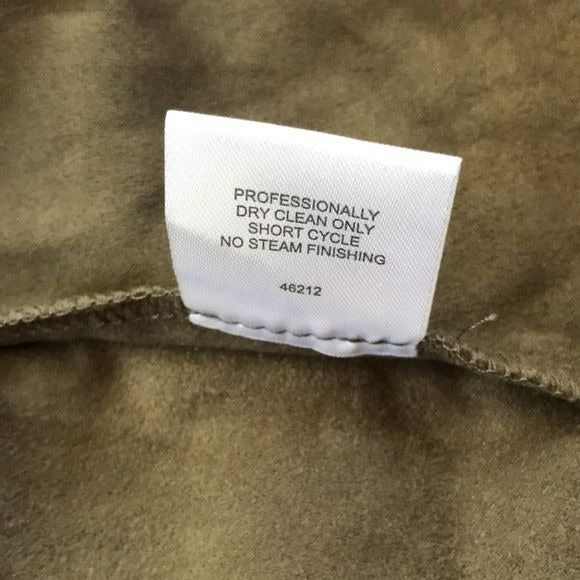 PROFESSIONALLY
DRY CLEAN ONLY
SHORT CYCLE
NO STEAM FINISHING
46212